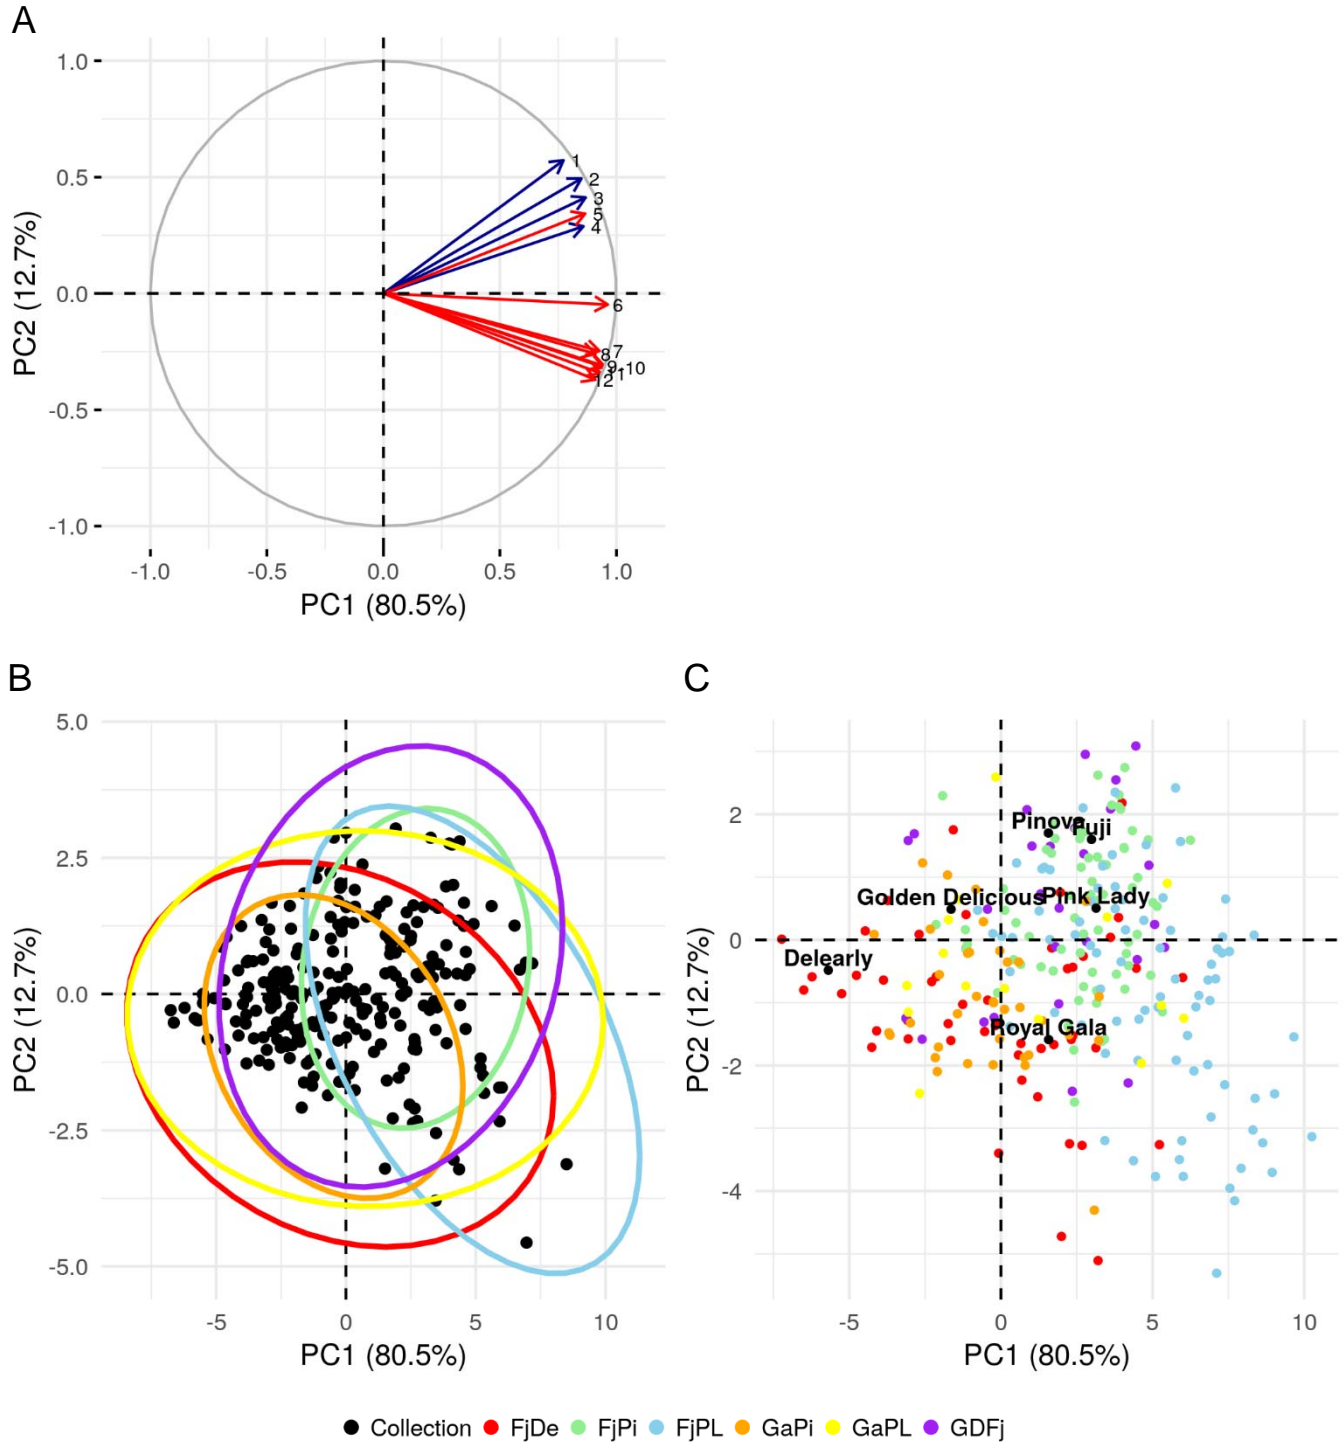 A
1.0
0.5
0.0
-0.5
-1.0
PC2 (12.7%)
1
2
3
5
4
6
7
8
9
10
11
12
-1.0 -0.5 0.0 0.5 1.0
PC1 (80.5%)
B
5.0
2.5
0.0
-2.5
-5.0
PC2 (12.7%)
-5 0 5 10
PC1 (80.5%)
C
2
0
-2
-4
PC2 (12.7%)
Pinova
Fuji
Golden Delicious
Pink Lady
Delearly
Royal Gala
-5 0 5 10
PC1 (80.5%)
Collection FjDe FjPi FjPL GaPi GaPL GDFj